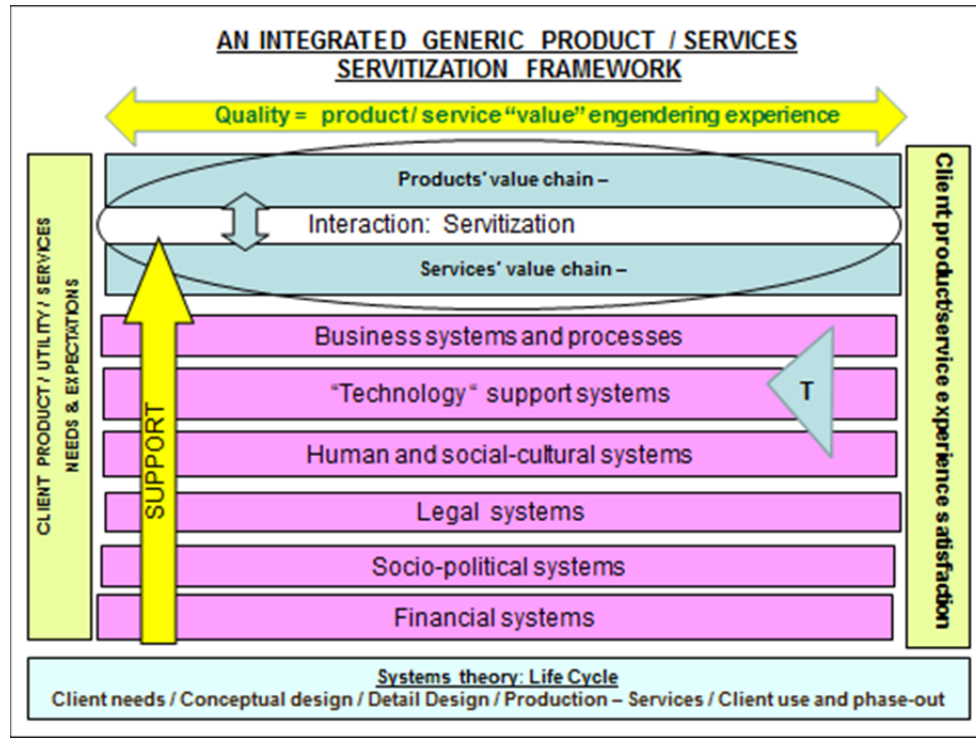 AN INTEGRATED GENERIC PRODUCT / SERVICES
SERVITIZATION FRAMEWORK
Quality = product / service “value” engendering experience
CLIENT PRODUCT / UTILITY / SERVICES
NEEDS & EXPECTATIONS
Products' value chain –
Interaction: Servitization
Services' value chain –
SUPPORT
Business systems and processes
“Technology “ support systems
T
Human and social-cultural systems
Legal systems
Socio-political systems
Financial systems
Client product/service experience satisfaction
Systems theory: Life Cycle
Client needs / Conceptual design / Detail Design / Production – Services / Client use and phase-out